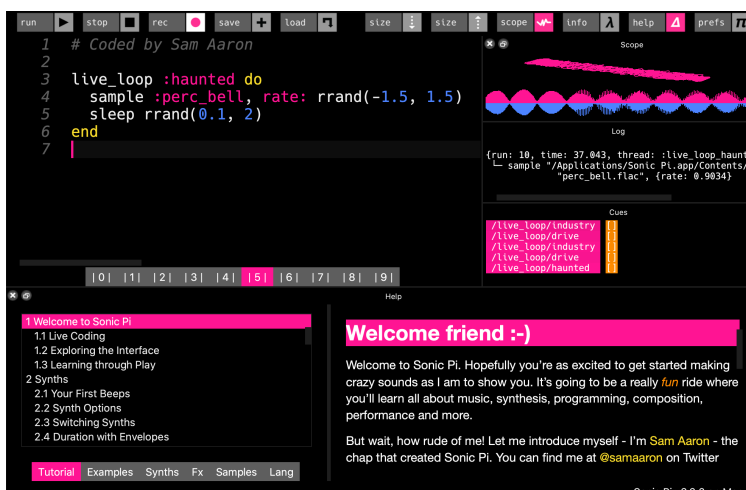 run stop rec save load size size scope info help prefs
1 # Coded by Sam Aaron
2
3 live_loop :haunted do
4 sample :perc_bell, rate: rrand(-1.5, 1.5)
5 sleep rrand(0.1, 2)
6 end
7
|0| |1| |2| |3| |4| |5| |6| |7| |8| |9|
Scope
Log
{run: 10, time: 37.043, thread: :live_loop_haunt
└─ sample "/Applications/Sonic Pi.app/Contents/
"perc_bell.flac", {rate: 0.9034}
Cues
/live_loop/industry []
/live_loop/drive []
/live_loop/industry []
/live_loop/drive []
/live_loop/haunted []
Help
1 Welcome to Sonic Pi
1.1 Live Coding
1.2 Exploring the Interface
1.3 Learning through Play
2 Synths
2.1 Your First Beeps
2.2 Synth Options
2.3 Switching Synths
2.4 Duration with Envelopes
Tutorial Examples Synths Fx Samples Lang
Welcome friend :-)
Welcome to Sonic Pi. Hopefully you're as excited to get started making
crazy sounds as I am to show you. It's going to be a really fun ride where
you'll learn all about music, synthesis, programming, composition,
performance and more.
But wait, how rude of me! Let me introduce myself - I'm Sam Aaron - the
chap that created Sonic Pi. You can find me at @samaaron on Twitter